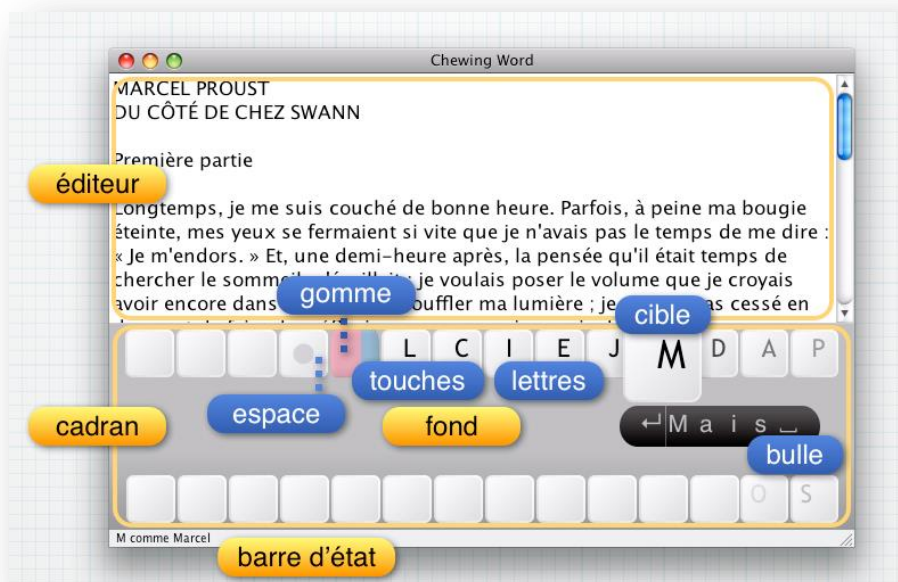 Chewing Word
MARCEL PROUST
DU CÔTÉ DE CHEZ SWANN
Première partie
éditeur
Longtemps, je me suis couché de bonne heure. Parfois, à peine ma bougie
éteinte, mes yeux se fermaient si vite que je n'avais pas le temps de me dire :
« Je m'endors. » Et, une demi-heure après, la pensée qu'il était temps de
chercher le je voulais poser le volume que je croyais
avoir encore dans ma lumière ; cessé en
gomme
cible
L C I E J M D A P
touches lettres
espace
cadran
fond
↵ M a i s ⎵
bulle
O S
M comme Marcel
barre d'état